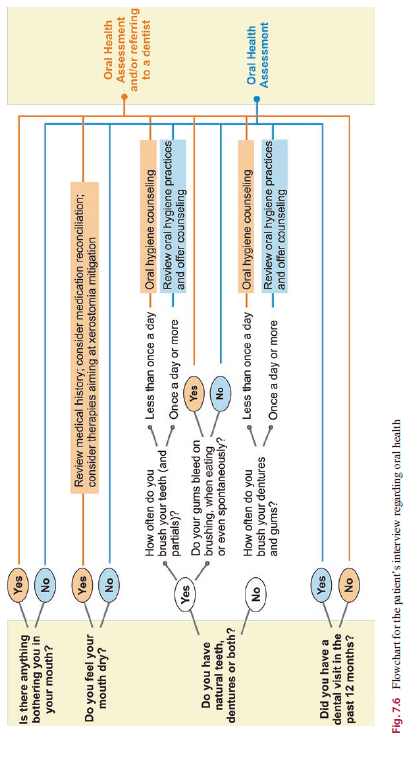 Is there anything
bothering you in
your mouth?
Yes
No
Do you feel your
mouth dry?
Yes
No
Review medical history; consider medication reconciliation;
consider therapies aiming at xerostomia mitigation
Do you have
natural teeth,
dentures or both?
Yes
No
How often do you
brush your teeth (and
partials)?
Less than once a day
Oral hygiene counseling
Once a day or more
Review oral hygiene practices
and offer counseling
Do your gums bleed on
brushing, when eating
or even spontaneously?
Yes
No
How often do you
brush your dentures
and gums?
Less than once a day
Oral hygiene counseling
Once a day or more
Review oral hygiene practices
and offer counseling
Did you have a
dental visit in the
past 12 months?
Yes
No
Oral Health
Assessment
and/or referring
to a dentist
Oral Health
Assessment
Fig. 7.6 Flowchart for the patient's interview regarding oral health